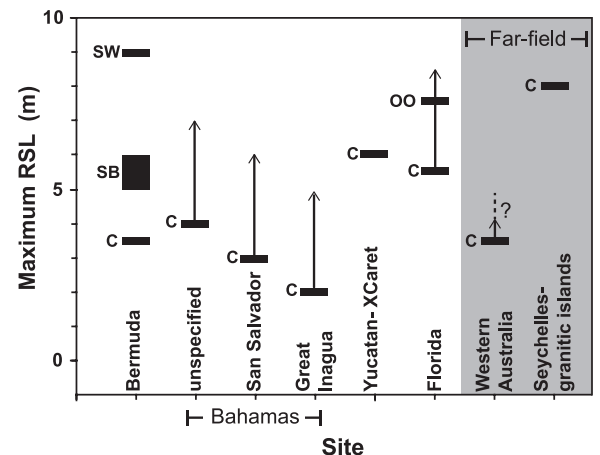 Maximum RSL (m)
10
5
0
Far-field
SW
SB
C
C
C
C
C
OO
C
C
?
C
Bermuda
unspecified
San Salvador
Great
Inagua
Yucatan-XCaret
Florida
Western
Australia
Seychelles-
granitic islands
Bahamas
Site